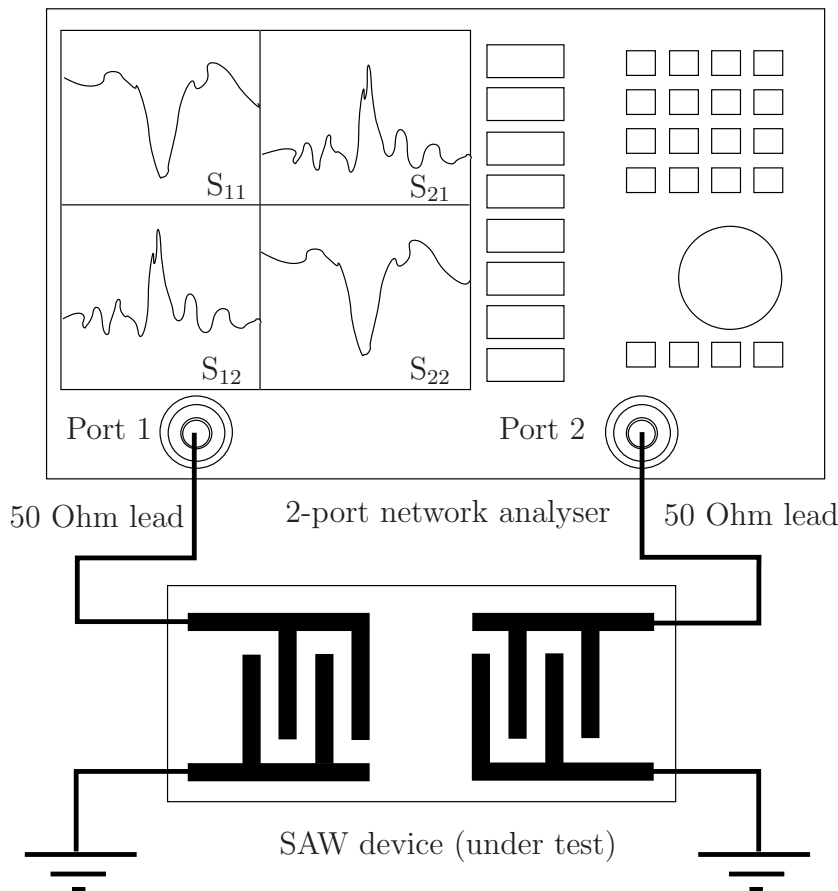 S₁₁
S₂₁
S₁₂
S₂₂
Port 1
Port 2
50 Ohm lead
2-port network analyser
50 Ohm lead
SAW device (under test)